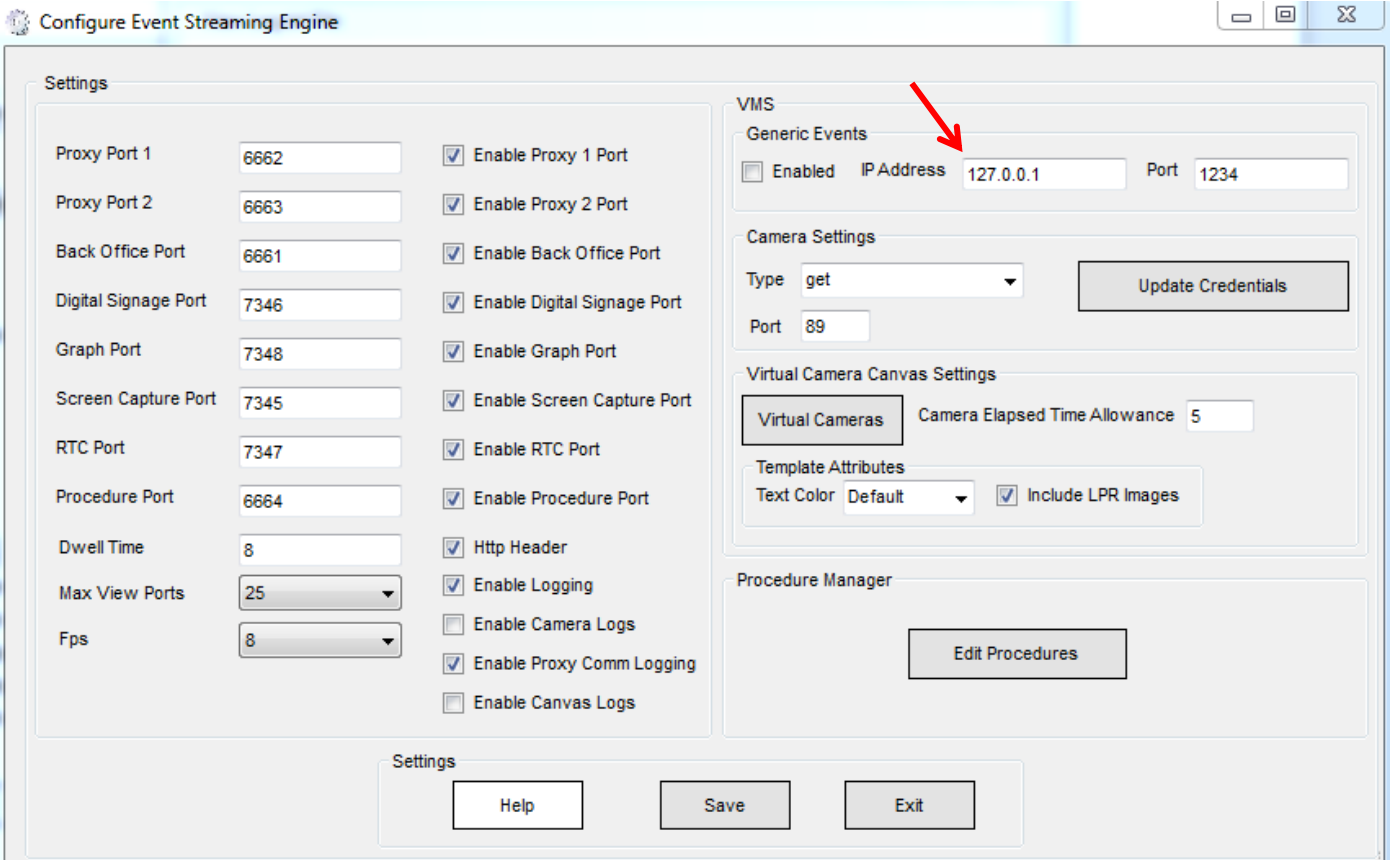 Configure Event Streaming Engine
Settings
Proxy Port 1 6662 Enable Proxy 1 Port
Proxy Port 2 6663 Enable Proxy 2 Port
Back Office Port 6661 Enable Back Office Port
Digital Signage Port 7346 Enable Digital Signage Port
Graph Port 7348 Enable Graph Port
Screen Capture Port 7345 Enable Screen Capture Port
RTC Port 7347 Enable RTC Port
Procedure Port 6664 Enable Procedure Port
Dwell Time 8 Http Header
Max View Ports 25 Enable Logging
Enable Camera Logs
Fps 8
Enable Proxy Comm Logging
Enable Canvas Logs
VMS
Generic Events
Enabled IP Address 127.0.0.1 Port 1234
Camera Settings
Type get Update Credentials
Port 89
Virtual Camera Canvas Settings
Virtual Cameras Camera Elapsed Time Allowance 5
Template Attributes
Text Color Default Include LPR Images
Procedure Manager
Edit Procedures
Settings
Help Save Exit